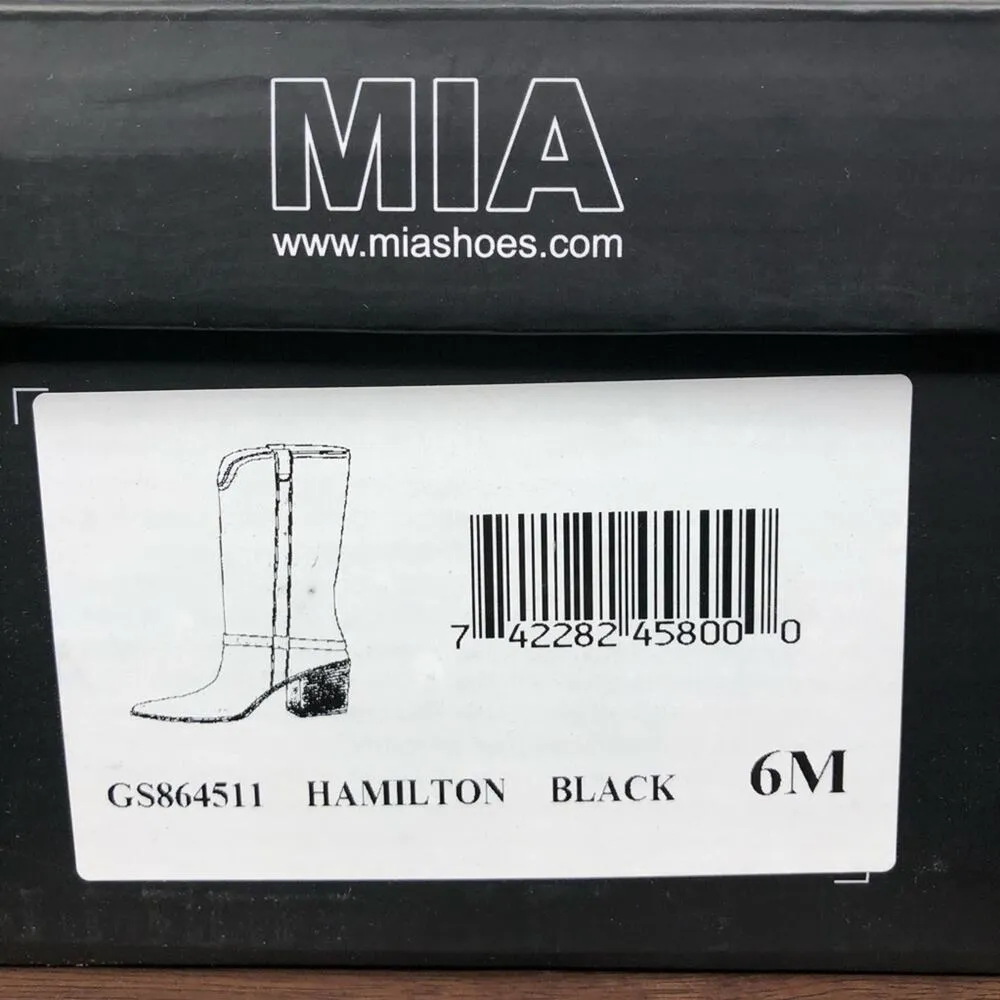 MIA
www.miashoes.com
7 42282 45800 0
GS864511 HAMILTON BLACK 6M